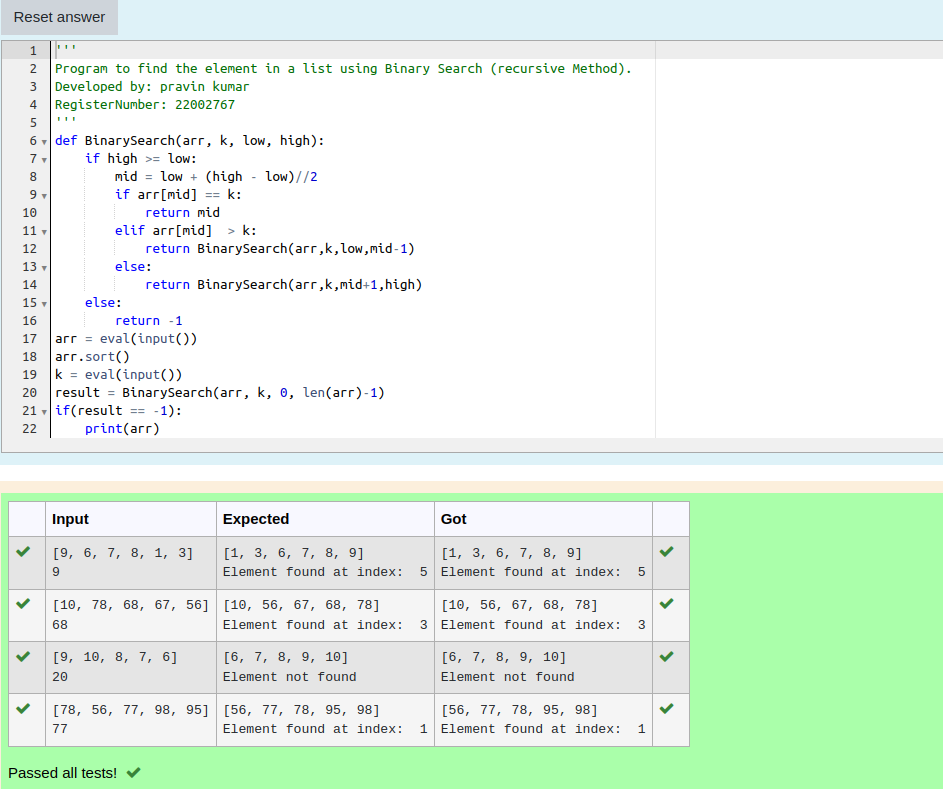 Reset answer
1 '''
2 Program to find the element in a list using Binary Search (recursive Method).
3 Developed by: pravin kumar
4 RegisterNumber: 22002767
5 '''
6 def BinarySearch(arr, k, low, high):
7     if high >= low:
8         mid = low + (high - low)//2
9         if arr[mid] == k:
10             return mid
11         elif arr[mid]  > k:
12             return BinarySearch(arr,k,low,mid-1)
13         else:
14             return BinarySearch(arr,k,mid+1,high)
15     else:
16         return -1
17 arr = eval(input())
18 arr.sort()
19 k = eval(input())
20 result = BinarySearch(arr, k, 0, len(arr)-1)
21 if(result == -1):
22     print(arr)
Input Expected Got
[9, 6, 7, 8, 1, 3] [1, 3, 6, 7, 8, 9] [1, 3, 6, 7, 8, 9]
9 Element found at index:  5 Element found at index:  5
[10, 78, 68, 67, 56] [10, 56, 67, 68, 78] [10, 56, 67, 68, 78]
68 Element found at index:  3 Element found at index:  3
[9, 10, 8, 7, 6] [6, 7, 8, 9, 10] [6, 7, 8, 9, 10]
20 Element not found Element not found
[78, 56, 77, 98, 95] [56, 77, 78, 95, 98] [56, 77, 78, 95, 98]
77 Element found at index:  1 Element found at index:  1
Passed all tests!